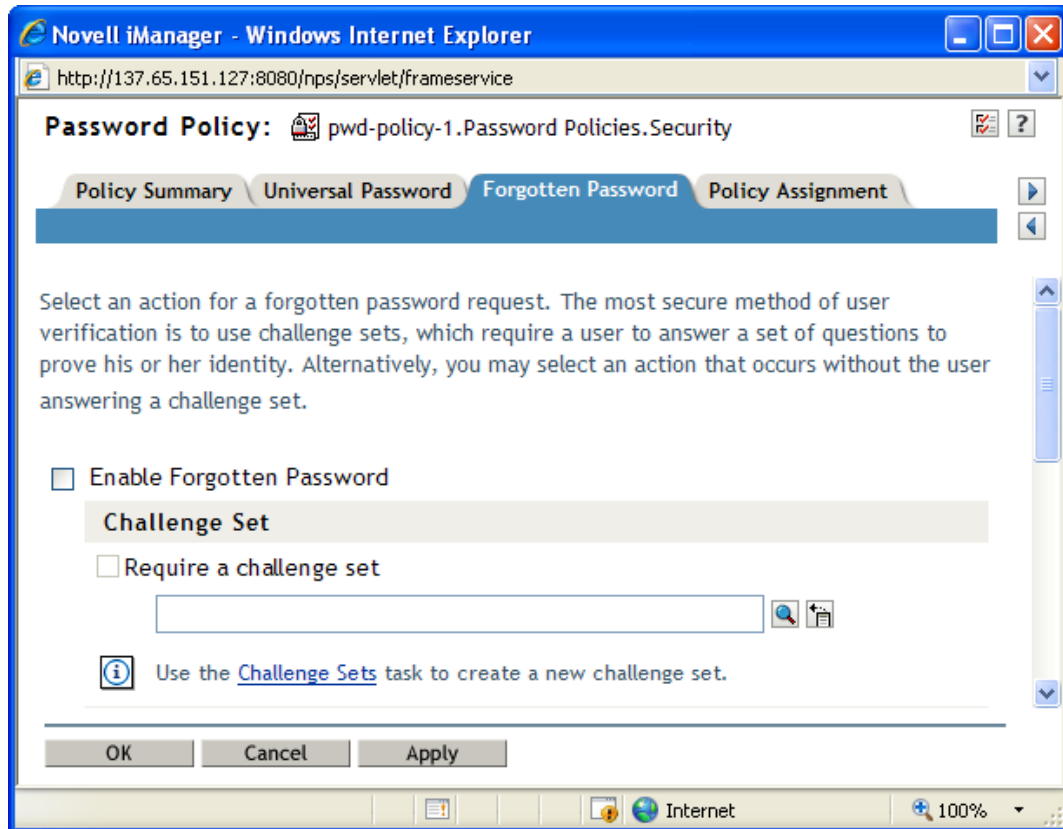 Novell iManager - Windows Internet Explorer
http://137.65.151.127:8080/nps/servlet/frameservice
Password Policy: pwd-policy-1.Password Policies.Security
?
Policy Summary Universal Password Forgotten Password Policy Assignment
Select an action for a forgotten password request. The most secure method of user
verification is to use challenge sets, which require a user to answer a set of questions to
prove his or her identity. Alternatively, you may select an action that occurs without the user
answering a challenge set.
Enable Forgotten Password
Challenge Set
Require a challenge set
Use the Challenge Sets task to create a new challenge set.
OK Cancel Apply
Internet 100%